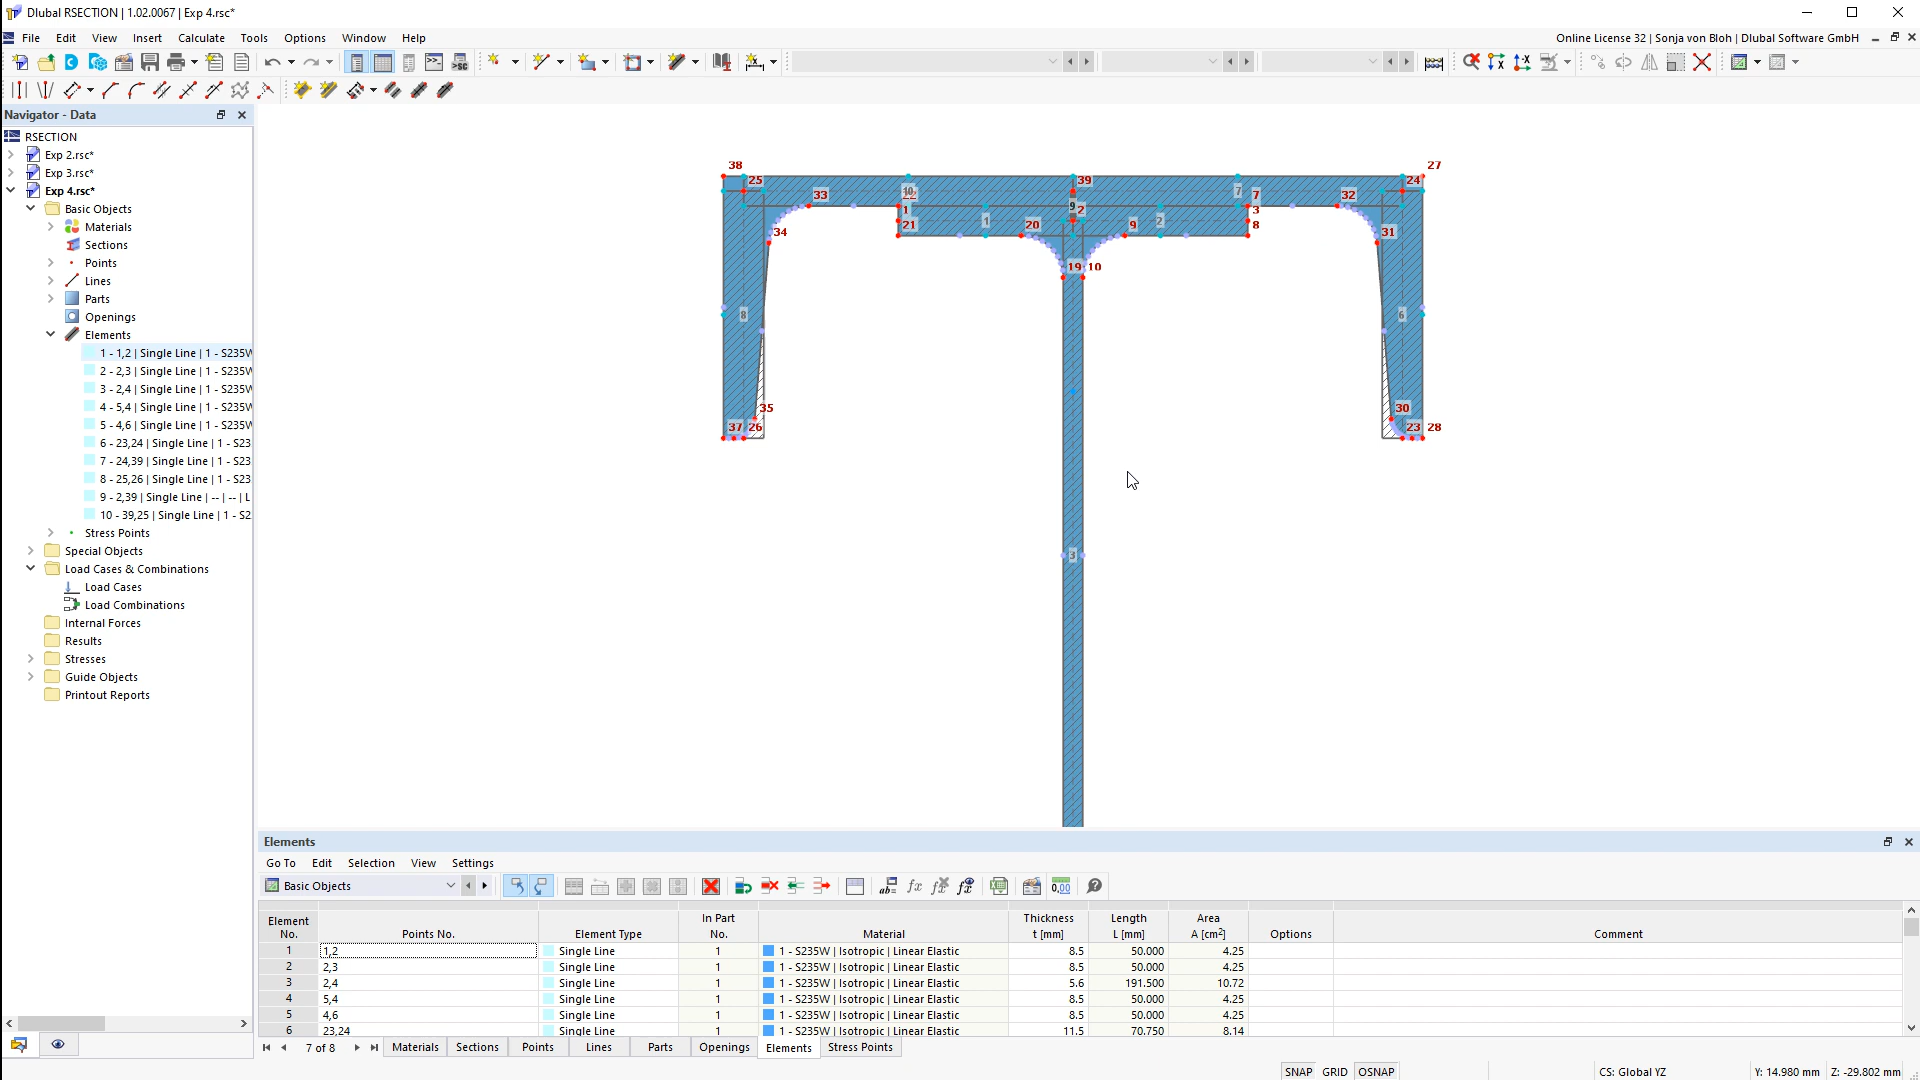 Dlubal RSECTION | 1.02.0067 | Exp 4.rsc*
File Edit View Insert Calculate Tools Options Window Help
Online License 32 | Sonja von Bloh | Dlubal Software GmbH
Navigator - Data
RSECTION
Exp 2.rsc*
Exp 3.rsc*
Exp 4.rsc*
Basic Objects
Materials
Sections
Points
Lines
Parts
Openings
Elements
1 - 1,2 | Single Line | 1 - S235W
2 - 2,3 | Single Line | 1 - S235W
3 - 2,4 | Single Line | 1 - S235W
4 - 5,4 | Single Line | 1 - S235W
5 - 4,6 | Single Line | 1 - S235W
6 - 23,24 | Single Line | 1 - S23
7 - 24,39 | Single Line | 1 - S23
8 - 25,26 | Single Line | 1 - S23
9 - 2,39 | Single Line | -- | -- | L
10 - 39,25 | Single Line | 1 - S2
Stress Points
Special Objects
Load Cases & Combinations
Load Cases
Load Combinations
Internal Forces
Results
Stresses
Guide Objects
Printout Reports
38 27
25 39 24
33 10 7 7 32
1 9 2 3
21 1 20 9 2 8
34 31
19 10
8 6
35 30
37 26 23 28
3
Elements
Go To Edit Selection View Settings
Basic Objects
Element No. Points No. Element Type In Part No. Material Thickness t [mm] Length L [mm] Area A [cm²] Options Comment
1 1,2 Single Line 1 1 - S235W | Isotropic | Linear Elastic 8.5 50.000 4.25
2 2,3 Single Line 1 1 - S235W | Isotropic | Linear Elastic 8.5 50.000 4.25
3 2,4 Single Line 1 1 - S235W | Isotropic | Linear Elastic 5.6 191.500 10.72
4 5,4 Single Line 1 1 - S235W | Isotropic | Linear Elastic 8.5 50.000 4.25
5 4,6 Single Line 1 1 - S235W | Isotropic | Linear Elastic 8.5 50.000 4.25
6 23,24 Single Line 1 1 - S235W | Isotropic | Linear Elastic 11.5 70.750 8.14
7 of 8 Materials Sections Points Lines Parts Openings Elements Stress Points
SNAP GRID OSNAP CS: Global YZ Y: 14.980 mm Z: -29.802 mm